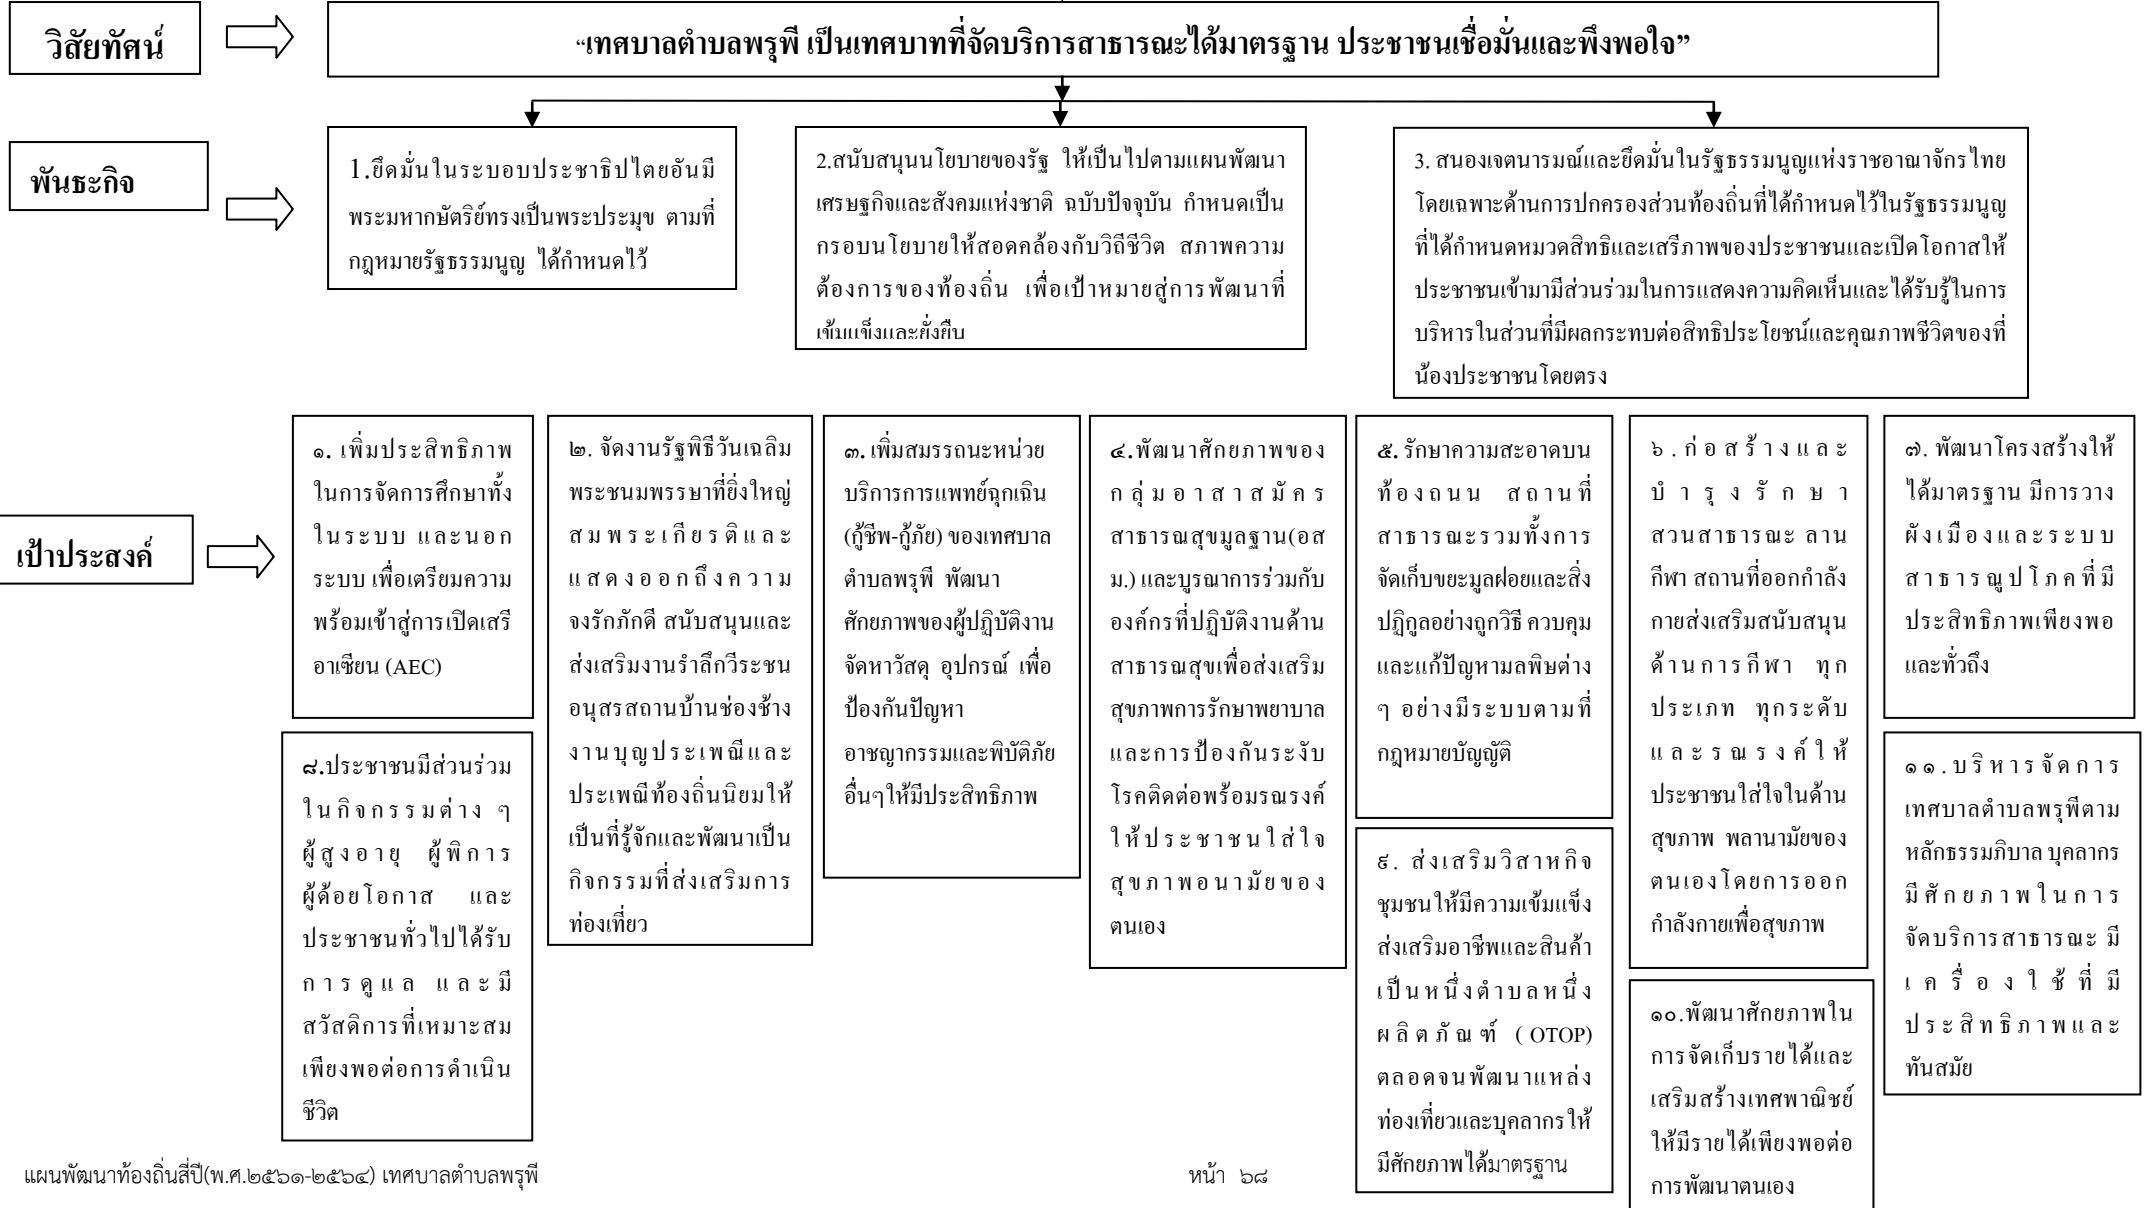 วิสัยทัศน์
“เทศบาลตำบลพรุพี เป็นเทศบาทที่จัดบริการสาธารณะได้มาตรฐาน ประชาชนเชื่อมั่นและพึงพอใจ”
พันธะกิจ
1.ยึดมั่นในระบอบประชาธิปไตยอันมี
พระมหากษัตริย์ทรงเป็นพระประมุข ตามที่
กฎหมายรัฐธรรมนูญ ได้กำหนดไว้
2.สนับสนุนนโยบายของรัฐ ให้เป็นไปตามแผนพัฒนา
เศรษฐกิจและสังคมแห่งชาติ ฉบับปัจจุบัน กำหนดเป็น
กรอบนโยบายให้สอดคล้องกับวิถีชีวิต สภาพความ
ต้องการของท้องถิ่น เพื่อเป้าหมายสู่การพัฒนาที่
เข้มแข็งและยั่งยืน
3. สนองเจตนารมณ์และยึดมั่นในรัฐธรรมนูญแห่งราชอาณาจักรไทย
โดยเฉพาะด้านการปกครองส่วนท้องถิ่นที่ได้กำหนดไว้ในรัฐธรรมนูญ
ที่ได้กำหนดหมวดสิทธิและเสรีภาพของประชาชนและเปิดโอกาสให้
ประชาชนเข้ามามีส่วนร่วมในการแสดงความคิดเห็นและได้รับรู้ในการ
บริหารในส่วนที่มีผลกระทบต่อสิทธิประโยชน์และคุณภาพชีวิตของที่
น้องประชาชนโดยตรง
เป้าประสงค์
๑. เพิ่มประสิทธิภาพ
ในการจัดการศึกษาทั้ง
ในระบบ และนอก
ระบบ เพื่อเตรียมความ
พร้อมเข้าสู่การเปิดเสรี
อาเซียน (AEC)
๒. จัดงานรัฐพิธีวันเฉลิม
พระชนมพรรษาที่ยิ่งใหญ่
สมพระเกียรติและ
แสดงออกถึงความ
จงรักภักดี สนับสนุนและ
ส่งเสริมงานรำลึกวีระชน
อนุสรสถานบ้านช่องช้าง
งานบุญประเพณีและ
ประเพณีท้องถิ่นนิยมให้
เป็นที่รู้จักและพัฒนาเป็น
กิจกรรมที่ส่งเสริมการ
ท่องเที่ยว
๓. เพิ่มสมรรถนะหน่วย
บริการการแพทย์ฉุกเฉิน
(กู้ชีพ-กู้ภัย) ของเทศบาล
ตำบลพรุพี พัฒนา
ศักยภาพของผู้ปฏิบัติงาน
จัดหาวัสดุ อุปกรณ์ เพื่อ
ป้องกันปัญหา
อาชญากรรมและพิบัติภัย
อื่นๆให้มีประสิทธิภาพ
๔.พัฒนาศักยภาพของ
กลุ่มอาสาสมัคร
สาธารณสุขมูลฐาน(อส
ม.) และบูรณาการร่วมกับ
องค์กรที่ปฏิบัติงานด้าน
สาธารณสุขเพื่อส่งเสริม
สุขภาพการรักษาพยาบาล
และการป้องกันระงับ
โรคติดต่อพร้อมรณรงค์
ให้ประชาชนใส่ใจ
สุขภาพอนามัยของ
ตนเอง
๕. รักษาความสะอาดบน
ท้องถนน สถานที่
สาธารณะรวมทั้งการ
จัดเก็บขยะมูลฝอยและสิ่ง
ปฏิกูลอย่างถูกวิธี ควบคุม
และแก้ปัญหามลพิษต่าง
ๆ อย่างมีระบบตามที่
กฎหมายบัญญัติ
๖.ก่อสร้างและ
บำรุงรักษา
สวนสาธารณะ ลาน
กีฬา สถานที่ออกกำลัง
กายส่งเสริมสนับสนุน
ด้านการกีฬา ทุก
ประเภท ทุกระดับ
และรณรงค์ให้
ประชาชนใส่ใจในด้าน
สุขภาพ พลานามัยของ
ตนเองโดยการออก
กำลังกายเพื่อสุขภาพ
๗. พัฒนาโครงสร้างให้
ได้มาตรฐาน มีการวาง
ผังเมืองและระบบ
สาธารณูปโภคที่มี
ประสิทธิภาพเพียงพอ
และทั่วถึง
๘.ประชาชนมีส่วนร่วม
ในกิจกรรมต่าง ๆ
ผู้สูงอายุ ผู้พิการ
ผู้ด้อยโอกาส และ
ประชาชนทั่วไปได้รับ
การดูแล และมี
สวัสดิการที่เหมาะสม
เพียงพอต่อการดำเนิน
ชีวิต
๙. ส่งเสริมวิสาหกิจ
ชุมชนให้มีความเข้มแข็ง
ส่งเสริมอาชีพและสินค้า
เป็นหนึ่งตำบลหนึ่ง
ผลิตภัณฑ์ ( OTOP)
ตลอดจนพัฒนาแหล่ง
ท่องเที่ยวและบุคลากรให้
มีศักยภาพได้มาตรฐาน
๑๐.พัฒนาศักยภาพใน
การจัดเก็บรายได้และ
เสริมสร้างเทศพาณิชย์
ให้มีรายได้เพียงพอต่อ
การพัฒนาตนเอง
๑๑.บริหารจัดการ
เทศบาลตำบลพรุพีตาม
หลักธรรมภิบาล บุคลากร
มีศักยภาพในการ
จัดบริการสาธารณะ มี
เครื่องใช้ที่มี
ประสิทธิภาพและ
ทันสมัย
แผนพัฒนาท้องถิ่นสี่ปี(พ.ศ.๒๕๖๑-๒๕๖๔) เทศบาลตำบลพรุพี
หน้า ๖๘